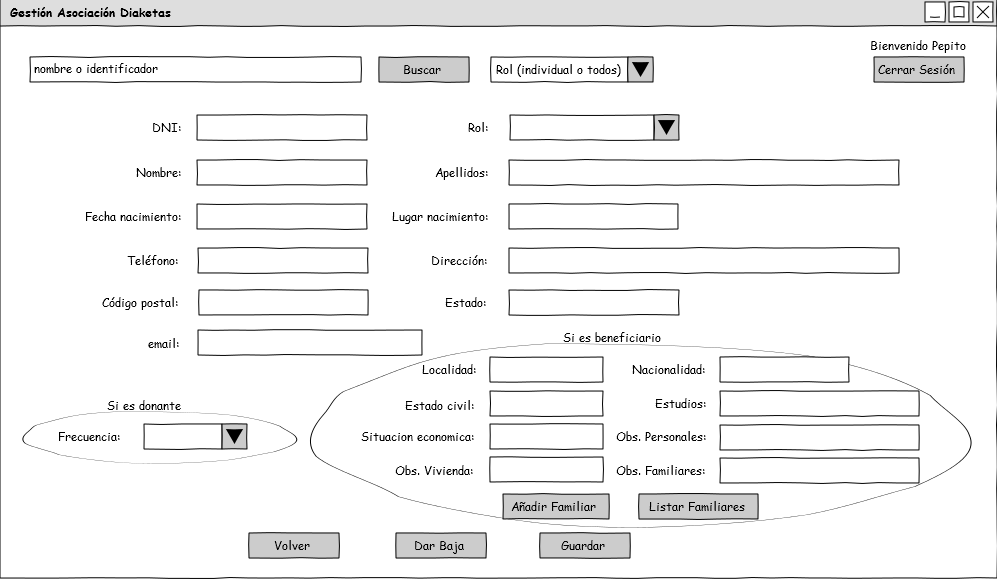 Gestión Asociación Diaketas
Bienvenido Pepito
nombre o identificador Buscar Rol (individual o todos) Cerrar Sesión
DNI: Rol:
Nombre: Apellidos:
Fecha nacimiento: Lugar nacimiento:
Teléfono: Dirección:
Código postal: Estado:
email:
Si es beneficiario
Localidad: Nacionalidad:
Estado civil: Estudios:
Situacion economica: Obs. Personales:
Obs. Vivienda: Obs. Familiares:
Añadir Familiar Listar Familiares
Si es donante
Frecuencia:
Volver Dar Baja Guardar